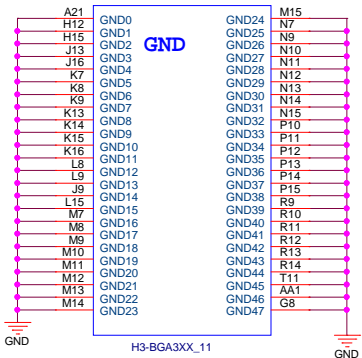 A21 GND0 GND24 M15
H12 GND1 GND25 N7
H15 GND2 GND26 N9
J13 GND3 GND27 N10
J16 GND4 GND28 N11
K7 GND5 GND29 N12
K8 GND6 GND30 N13
K9 GND7 GND31 N14
K13 GND8 GND32 N15
K14 GND9 GND33 P10
K15 GND10 GND34 P11
K16 GND11 GND35 P12
L8 GND12 GND36 P13
L9 GND13 GND37 P14
J9 GND14 GND38 P15
L15 GND15 GND39 R9
M7 GND16 GND40 R10
M8 GND17 GND41 R11
M9 GND18 GND42 R12
M10 GND19 GND43 R13
M11 GND20 GND44 R14
M12 GND21 GND45 T11
M13 GND22 GND46 AA1
M14 GND23 GND47 G8
GND
GND
GND
H3-BGA3XX_11